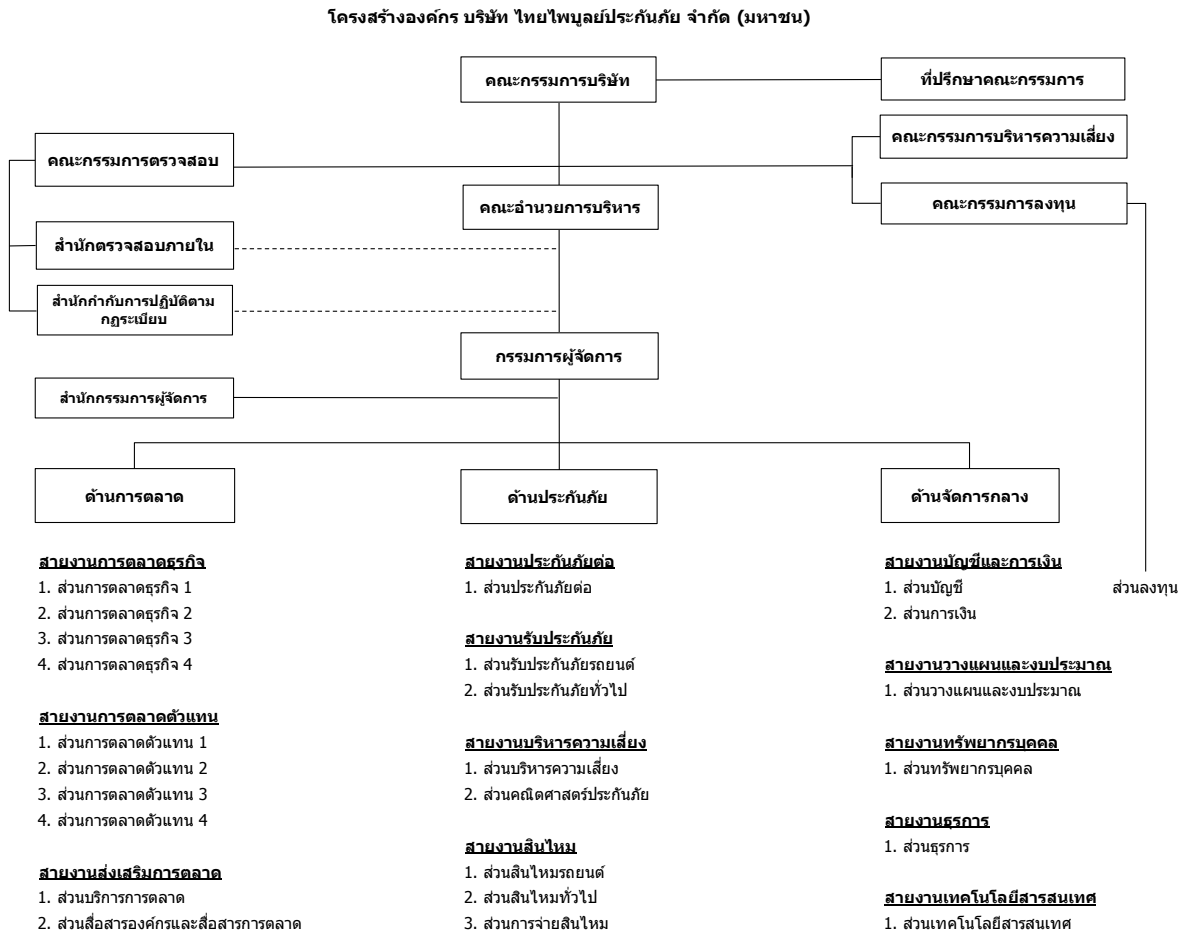 โครงสร้างองค์กร บริษัท ไทยไพบูลย์ประกันภัย จำกัด (มหาชน)
คณะกรรมการบริษัท
ที่ปรึกษาคณะกรรมการ
คณะกรรมการบริหารความเสี่ยง
คณะกรรมการตรวจสอบ
คณะอำนวยการบริหาร
คณะกรรมการลงทุน
สำนักตรวจสอบภายใน
สำนักกำกับการปฏิบัติตาม
กฎระเบียบ
กรรมการผู้จัดการ
สำนักกรรมการผู้จัดการ
ด้านการตลาด
สายงานการตลาดธุรกิจ
1. ส่วนการตลาดธุรกิจ 1
2. ส่วนการตลาดธุรกิจ 2
3. ส่วนการตลาดธุรกิจ 3
4. ส่วนการตลาดธุรกิจ 4
สายงานการตลาดตัวแทน
1. ส่วนการตลาดตัวแทน 1
2. ส่วนการตลาดตัวแทน 2
3. ส่วนการตลาดตัวแทน 3
4. ส่วนการตลาดตัวแทน 4
สายงานส่งเสริมการตลาด
1. ส่วนบริการการตลาด
2. ส่วนสื่อสารองค์กรและสื่อสารการตลาด
ด้านประกันภัย
สายงานประกันภัยต่อ
1. ส่วนประกันภัยต่อ
สายงานรับประกันภัย
1. ส่วนรับประกันภัยรถยนต์
2. ส่วนรับประกันภัยทั่วไป
สายงานบริหารความเสี่ยง
1. ส่วนบริหารความเสี่ยง
2. ส่วนคณิตศาสตร์ประกันภัย
สายงานสินไหม
1. ส่วนสินไหมรถยนต์
2. ส่วนสินไหมทั่วไป
3. ส่วนการจ่ายสินไหม
ด้านจัดการกลาง
สายงานบัญชีและการเงิน
1. ส่วนบัญชี
2. ส่วนการเงิน
ส่วนลงทุน
สายงานวางแผนและงบประมาณ
1. ส่วนวางแผนและงบประมาณ
สายงานทรัพยากรบุคคล
1. ส่วนทรัพยากรบุคคล
สายงานธุรการ
1. ส่วนธุรการ
สายงานเทคโนโลยีสารสนเทศ
1. ส่วนเทคโนโลยีสารสนเทศ